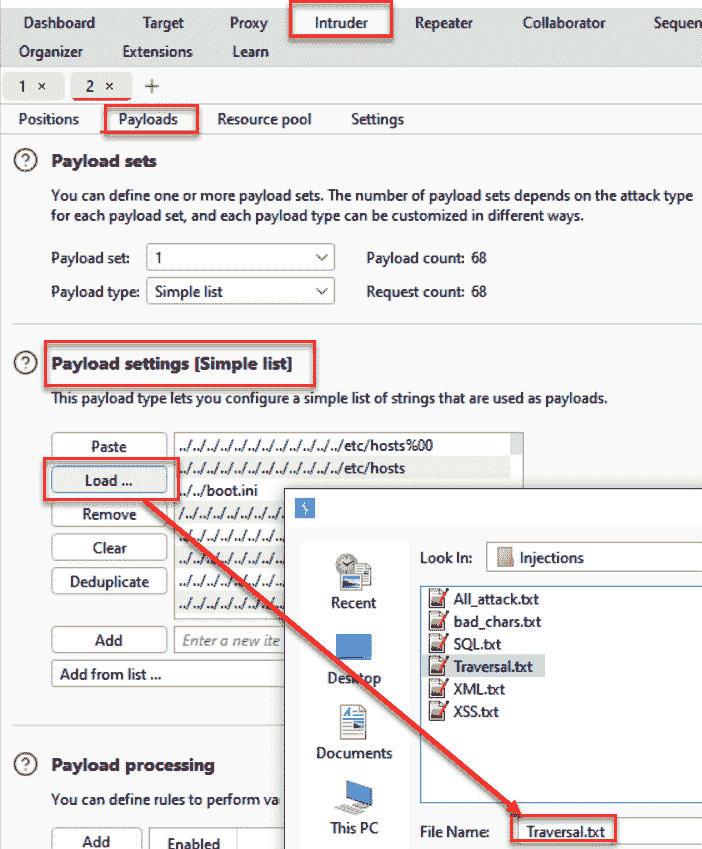 Dashboard Target Proxy Intruder Repeater Collaborator Sequen
Organizer Extensions Learn
1 × 2 × +
Positions Payloads Resource pool Settings
? Payload sets
You can define one or more payload sets. The number of payload sets depends on the attack type
for each payload set, and each payload type can be customized in different ways.
Payload set: 1 Payload count: 68
Payload type: Simple list Request count: 68
? Payload settings [Simple list]
This payload type lets you configure a simple list of strings that are used as payloads.
Paste
Load ...
Remove
Clear
Deduplicate
Add
Add from list ...
../../../../../../../../../../../../etc/hosts%00
../../../../../../../../../../../../etc/hosts
../../boot.ini
/../../../../../../../
../../../../../../../
../../../../../../../
../../../../../../../
../../../../../../../
Enter a new ite
Look In: Injections
Recent
Desktop
Documents
This PC
All_attack.txt
bad_chars.txt
SQL.txt
Traversal.txt
XML.txt
XSS.txt
File Name: Traversal.txt
? Payload processing
You can define rules to perform va
Add Enabled